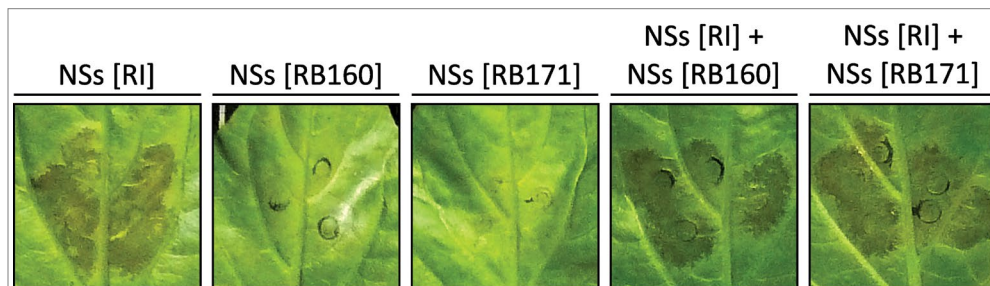 NSs [RI]
NSs [RB160]
NSs [RB171]
NSs [RI] +
NSs [RB160]
NSs [RI] +
NSs [RB171]